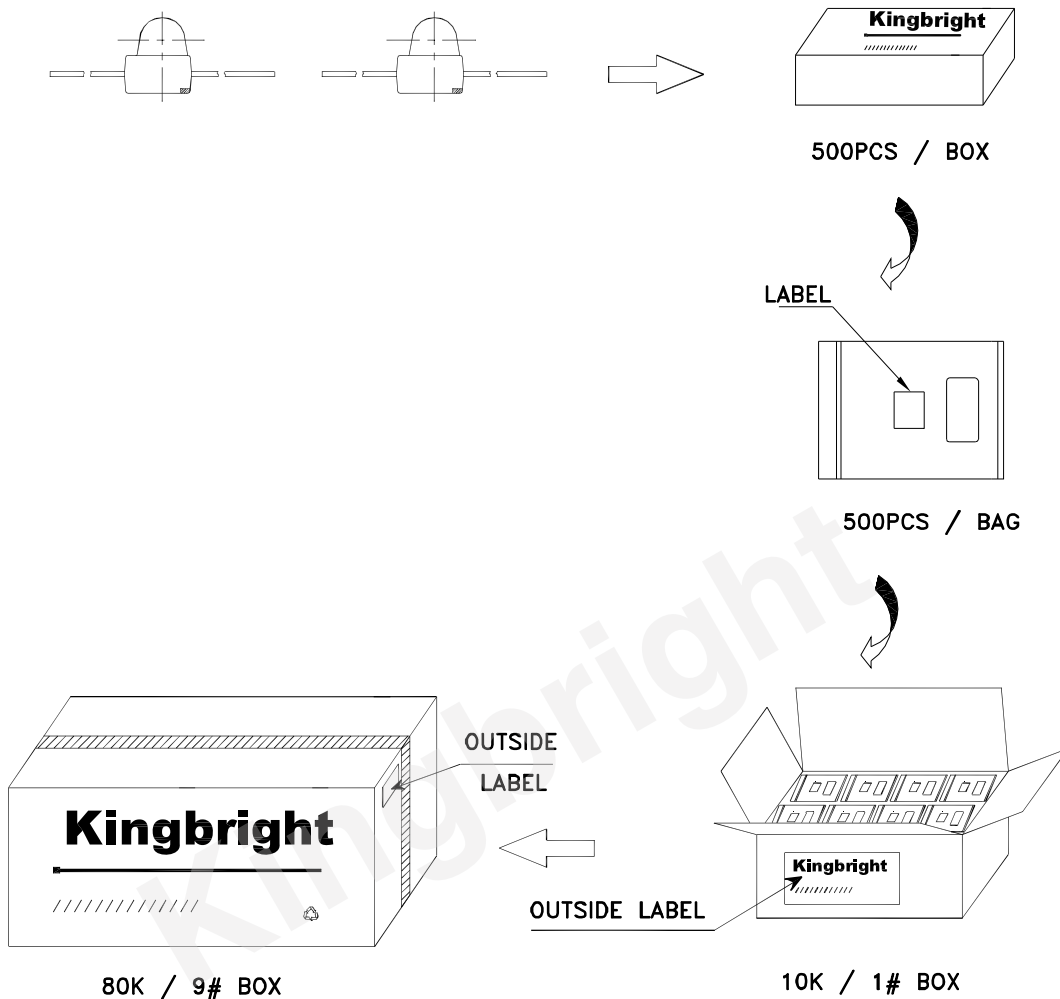 Kingbright
500PCS / BOX
LABEL
500PCS / BAG
OUTSIDE
LABEL
Kingbright
Kingbright
OUTSIDE LABEL
80K / 9# BOX
10K / 1# BOX
Kingbright